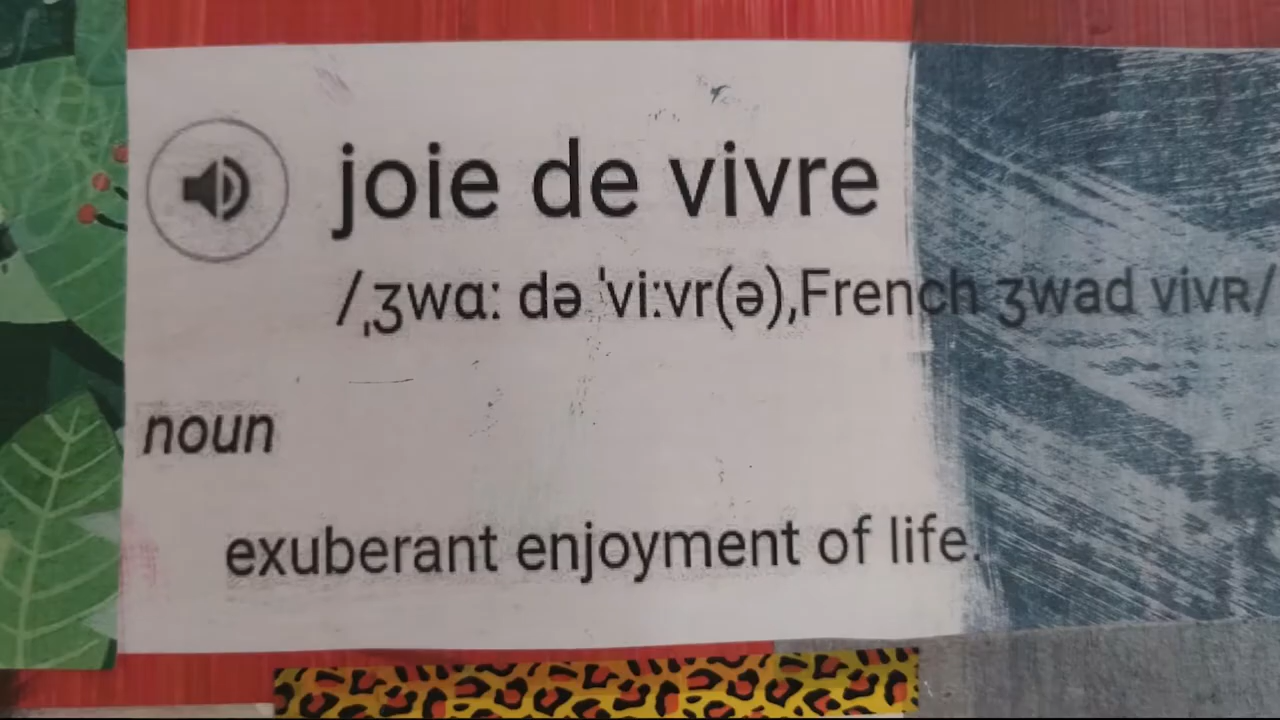 joie de vivre
/ˌʒwɑː də ˈviːvr(ə),French ʒwad vivʀ/
noun
exuberant enjoyment of life.